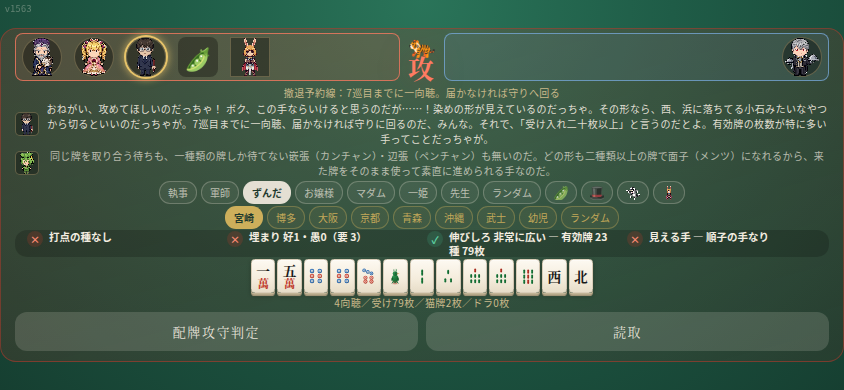 v1563
攻
撤退予約線：7巡目までに一向聴。届かなければ守りへ回る
おねがい、攻めてほしいのだっちゃ！ ボク、この手ならいけると思うのだが……！染めの形が見えているのだっちゃ。その形なら、西、浜に落ちてる小石みたいなやつ
から切るといいのだっちゃが。7巡目までに一向聴、届かなければ守りに回るのだ、みんな。それで、「受け入れ二十枚以上」と言うのだとよ。有効牌の枚数が特に多い
手ってことだっちゃが。
同じ牌を取り合う待ちも、一種類の牌しか待てない嵌張（カンチャン）・辺張（ペンチャン）も無いのだ。どの形も二種類以上の牌で面子（メンツ）になれるから、来
た牌をそのまま使って素直に進められる手なのだ。
執事 軍師 ずんだ お嬢様 マダム 一姫 先生 ランダム
宮崎 博多 大阪 京都 青森 沖縄 武士 幼児 ランダム
打点の種なし 埋まり 好1・愚0（要 3） 伸びしろ 非常に広い — 有効牌 23 見える手 — 順子の手なり
種 79枚
一萬 五萬 西 北
4向聴／受け79枚／猫牌2枚／ドラ0枚
配牌攻守判定 読取